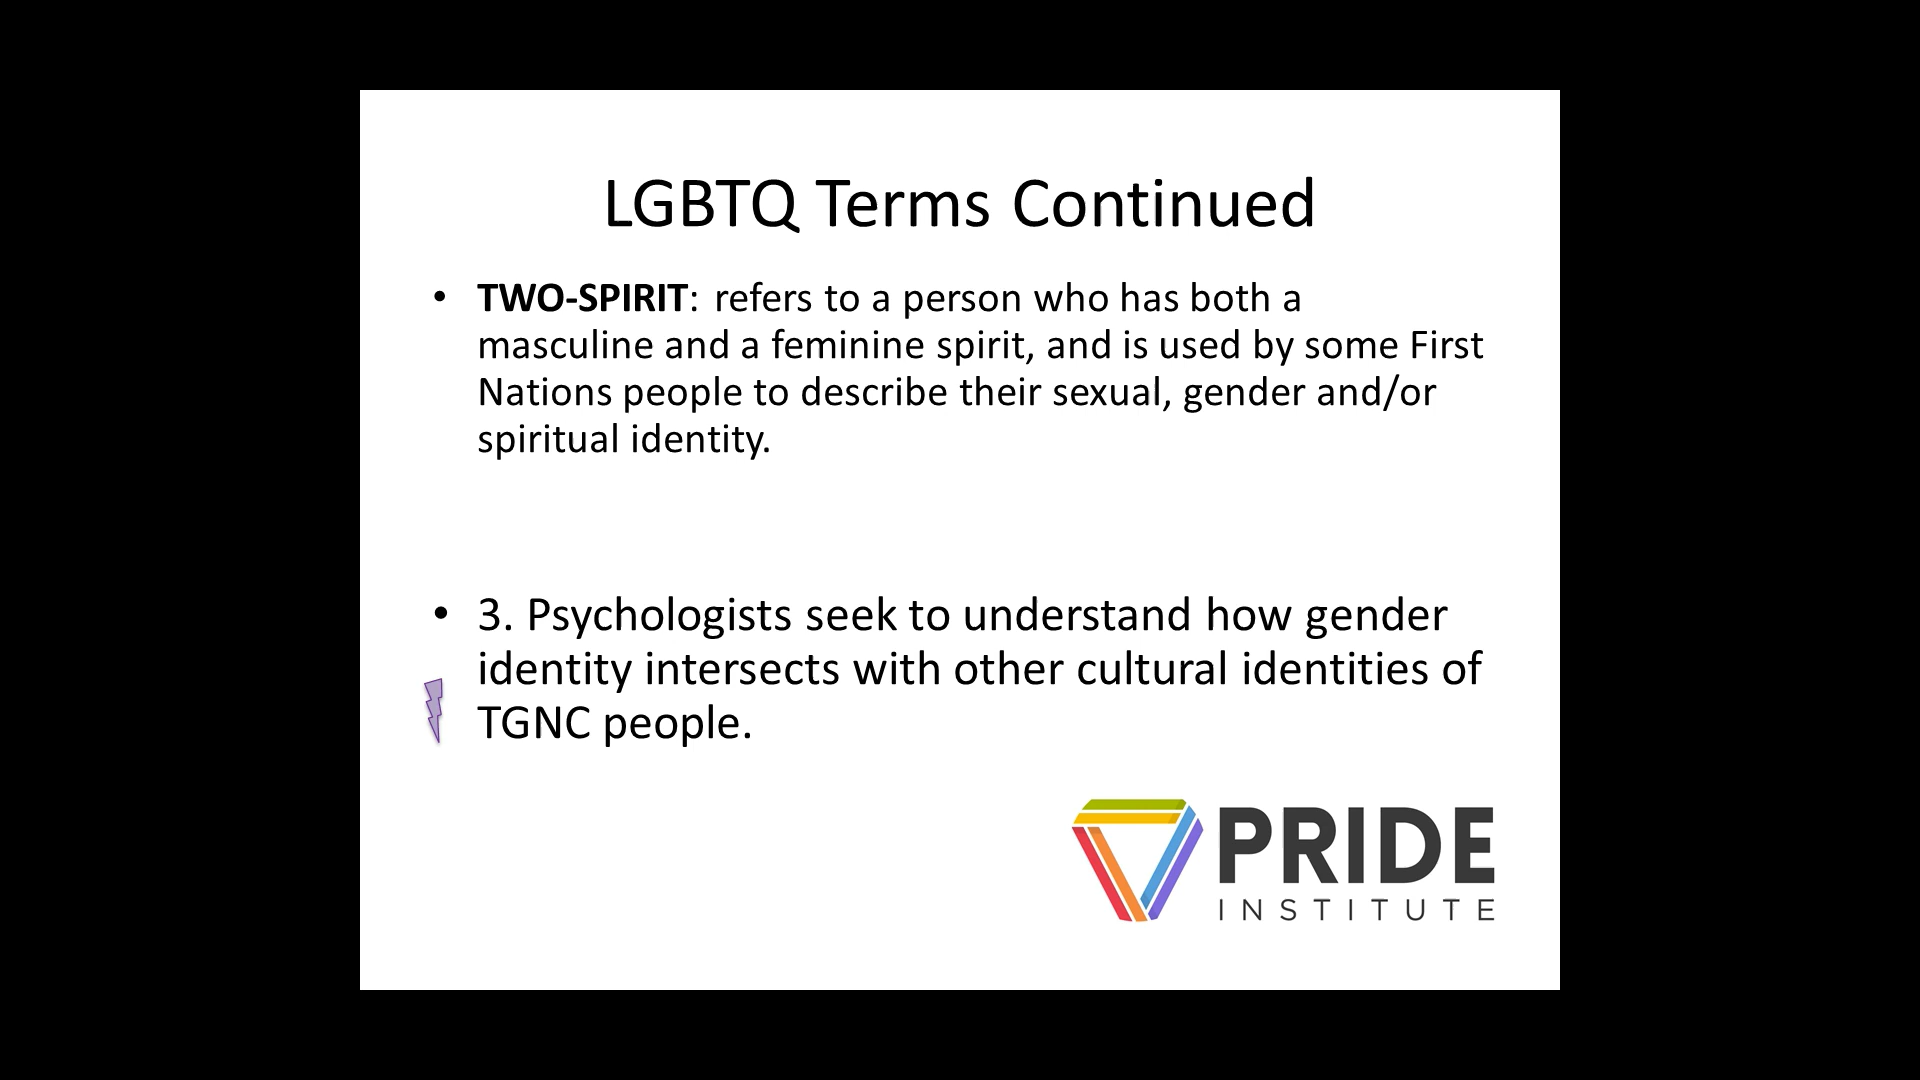 LGBTQ Terms Continued
• TWO-SPIRIT: refers to a person who has both a
masculine and a feminine spirit, and is used by some First
Nations people to describe their sexual, gender and/or
spiritual identity.
• 3. Psychologists seek to understand how gender
identity intersects with other cultural identities of
TGNC people.
PRIDE
INSTITUTE